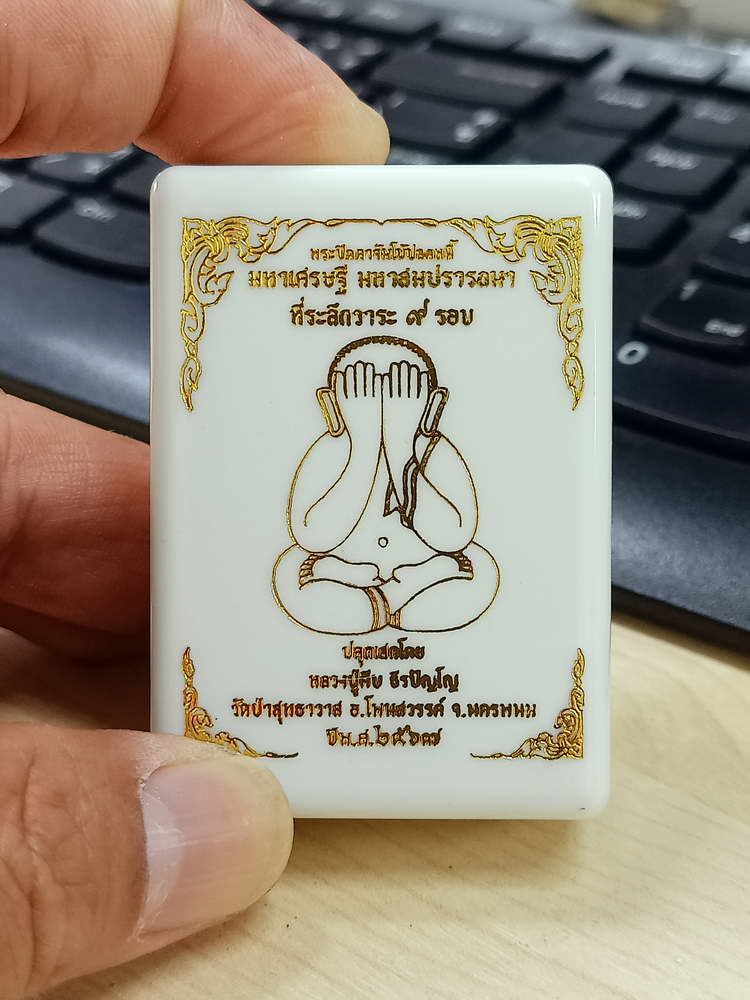 พระปิดตาจัมโบ้ปลดหนี้
มหาเศรษฐี มหาสมปรารถนา
ที่ระลึกวาระ ๙ รอบ
ปลุกเสกโดย
หลวงปู่พืบ ธิรปัญโญ
วัดป่าสุทธาวาส อ.โพนสวรรค์ จ.นครพนม
ปีพ.ศ.๒๕๖๗